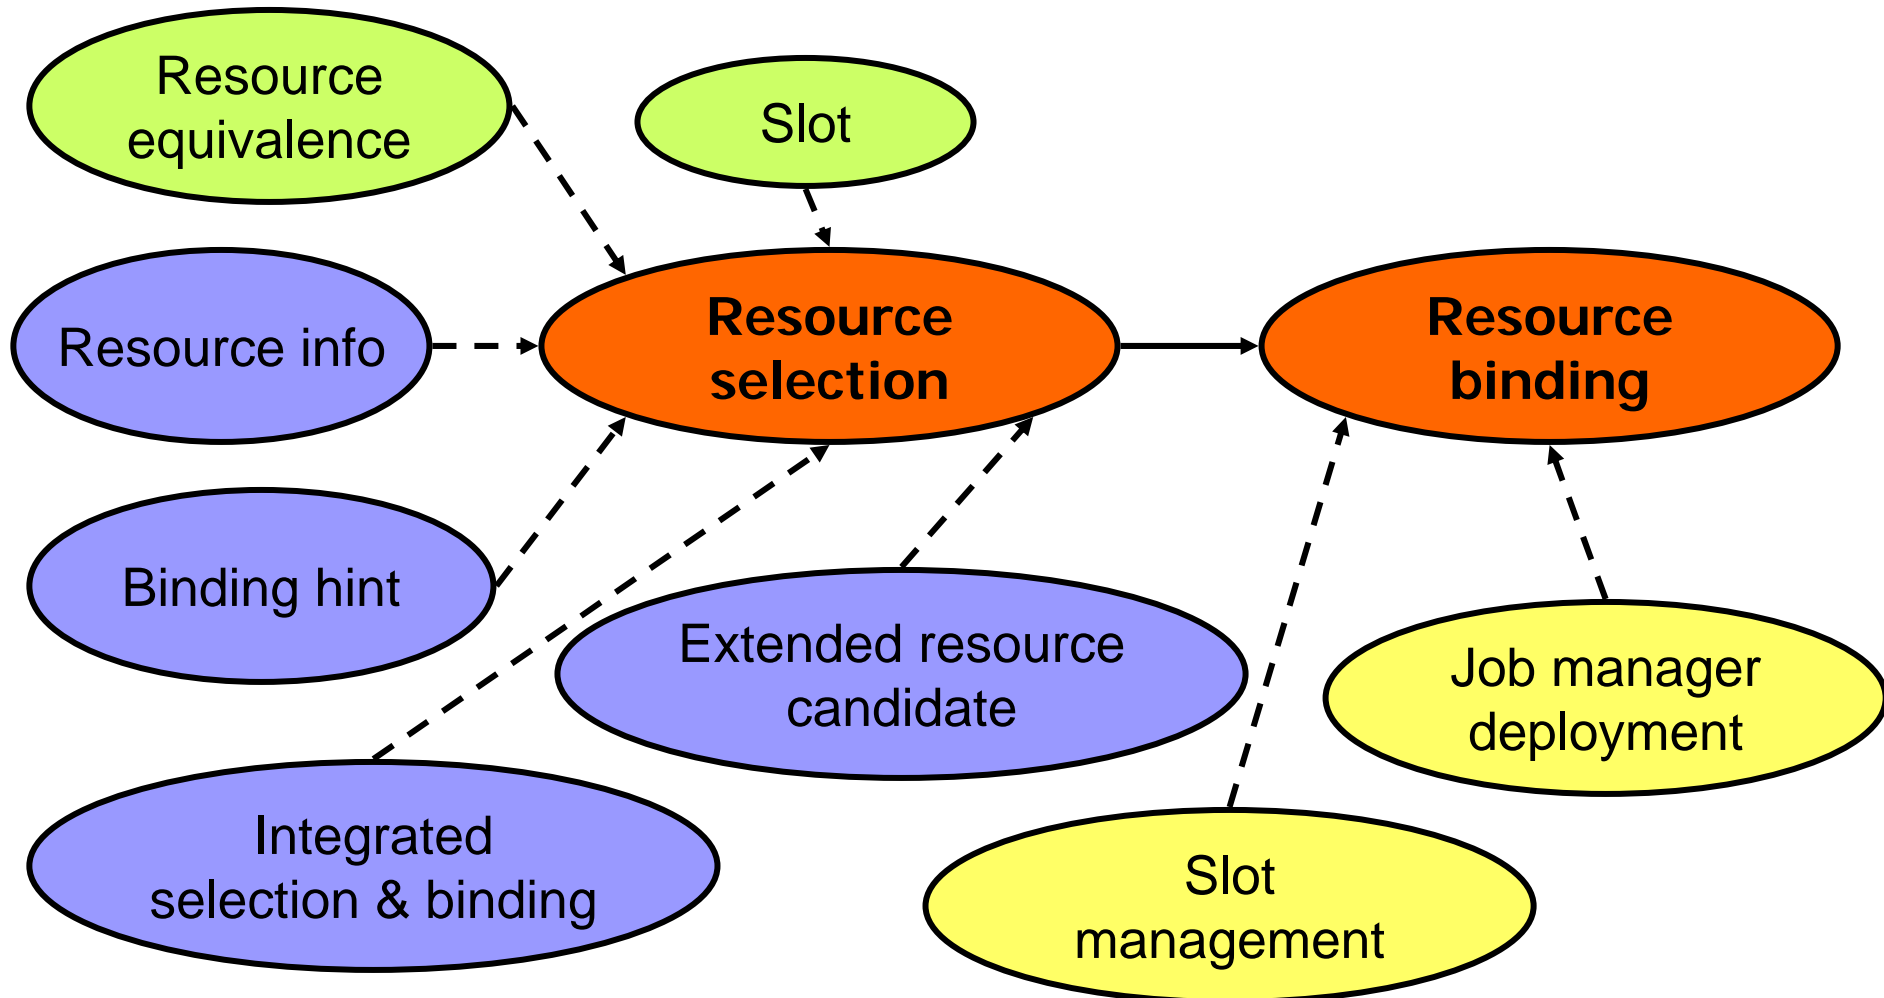 Resource
equivalence
Slot
Resource info
Resource
selection
Resource
binding
Binding hint
Extended resource
candidate
Job manager
deployment
Integrated
selection & binding
Slot
management